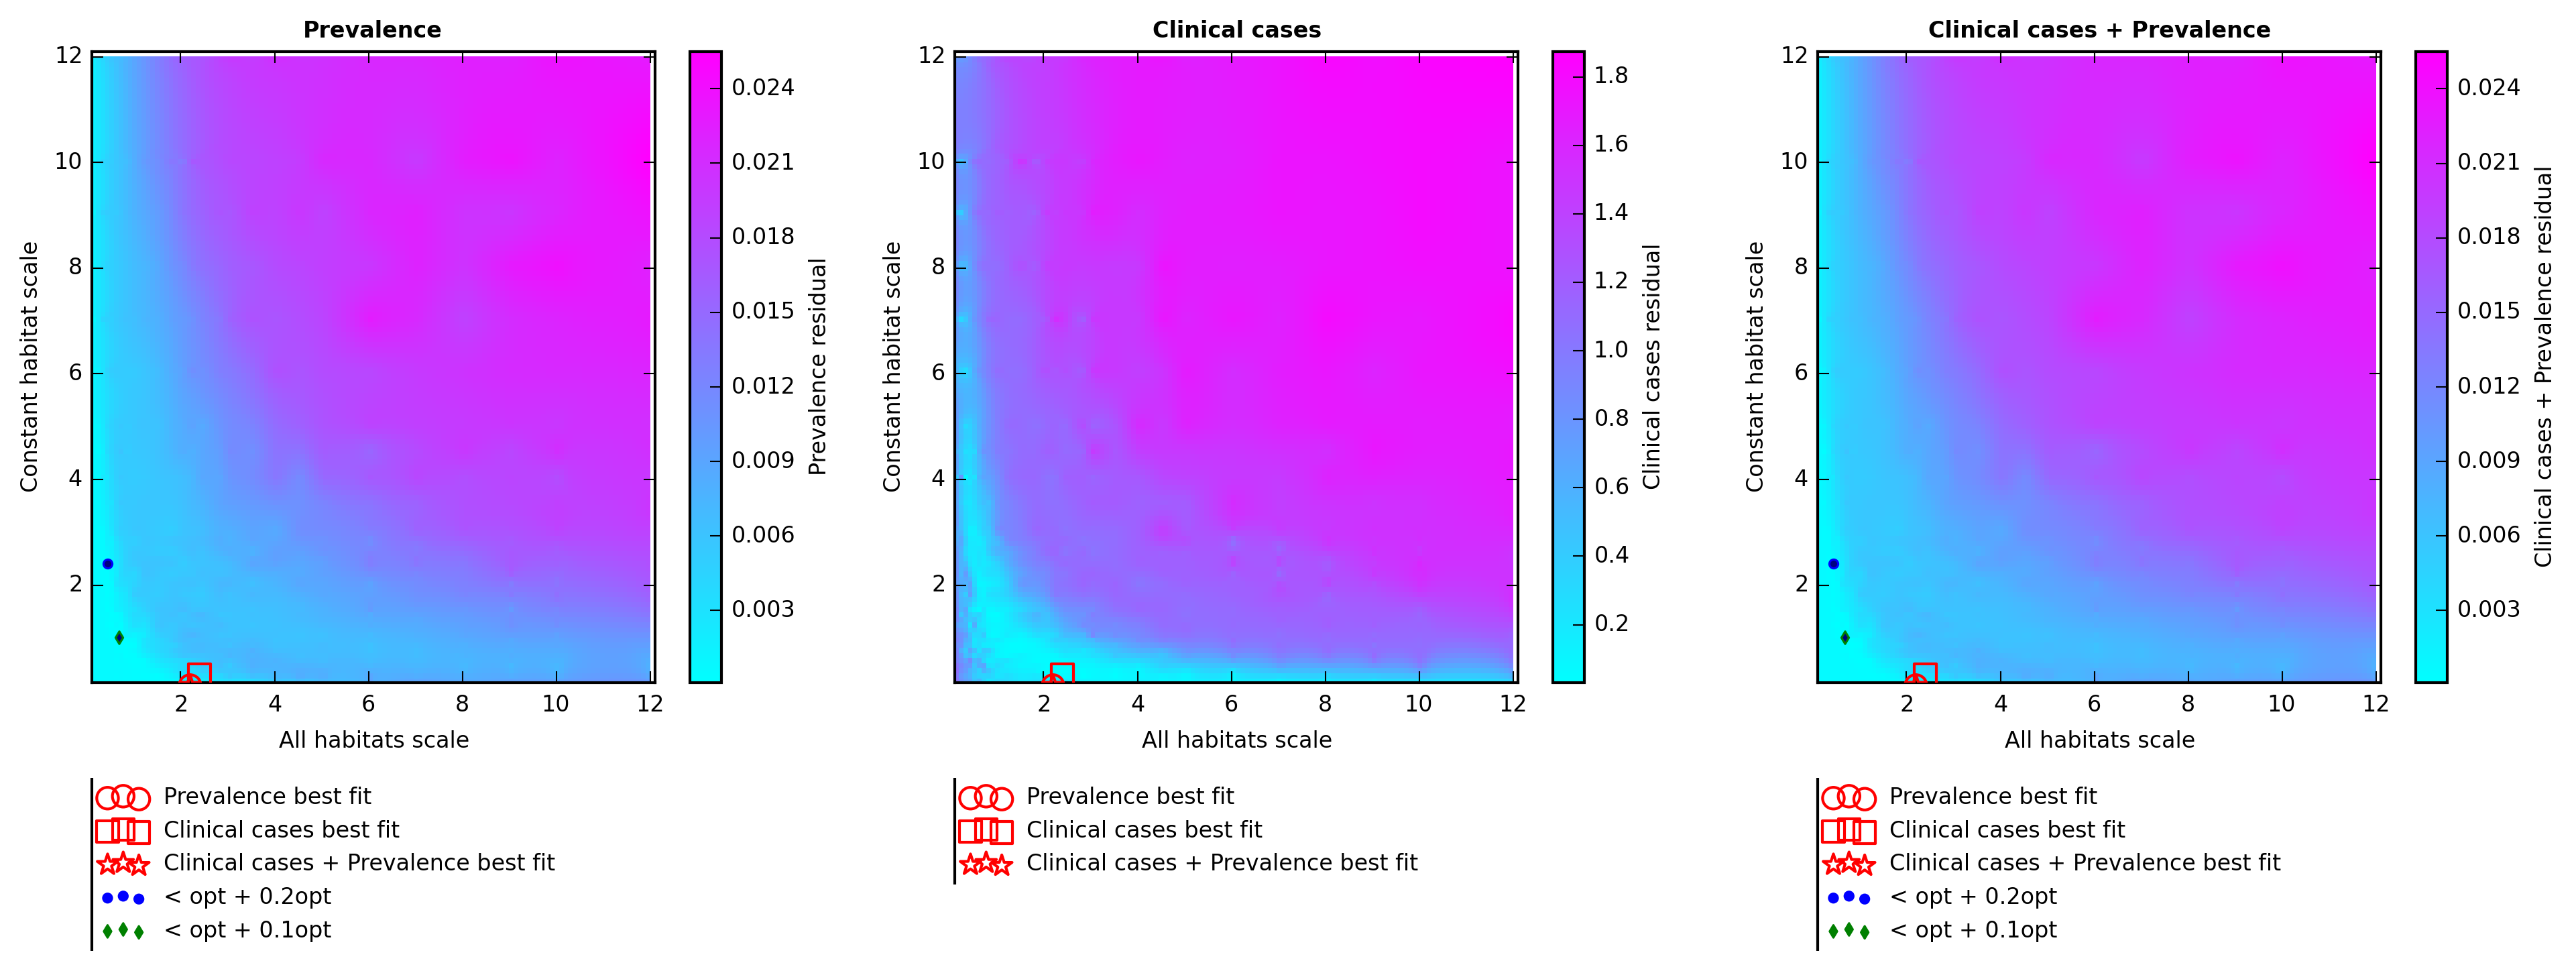 Prevalence
12
10
8
6
4
2
Constant habitat scale
2 4 6 8 10 12
All habitats scale
0.024
0.021
0.018
0.015
0.012
0.009
0.006
0.003
Prevalence residual
Prevalence best fit
Clinical cases best fit
Clinical cases + Prevalence best fit
< opt + 0.2opt
< opt + 0.1opt
Clinical cases
12
10
8
6
4
2
Constant habitat scale
2 4 6 8 10 12
All habitats scale
1.8
1.6
1.4
1.2
1.0
0.8
0.6
0.4
0.2
Clinical cases residual
Prevalence best fit
Clinical cases best fit
Clinical cases + Prevalence best fit
Clinical cases + Prevalence
12
10
8
6
4
2
Constant habitat scale
2 4 6 8 10 12
All habitats scale
0.024
0.021
0.018
0.015
0.012
0.009
0.006
0.003
Clinical cases + Prevalence residual
Prevalence best fit
Clinical cases best fit
Clinical cases + Prevalence best fit
< opt + 0.2opt
< opt + 0.1opt